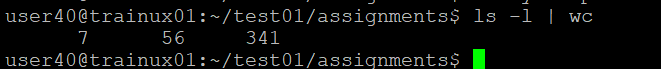 user40@trainux01:~/test01/assignments$ ls -l | wc
      7      56     341
user40@trainux01:~/test01/assignments$